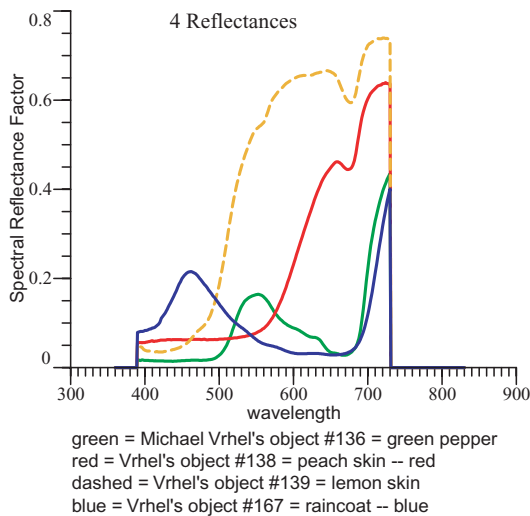 4 Reflectances
0.8
0.6
0.4
0.2
0
Spectral Reflectance Factor
300 400 500 600 700 800 900
wavelength
green = Michael Vrhel's object #136 = green pepper
red = Vrhel's object #138 = peach skin -- red
dashed = Vrhel's object #139 = lemon skin
blue = Vrhel's object #167 = raincoat -- blue